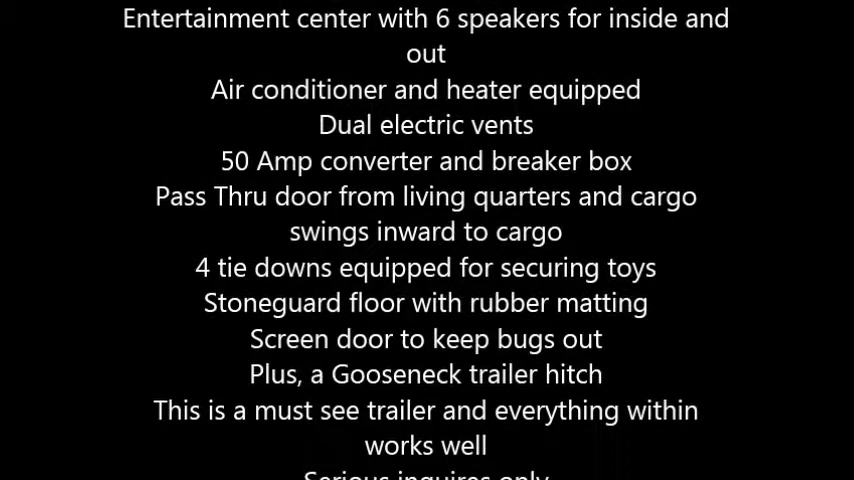 Entertainment center with 6 speakers for inside and
out
Air conditioner and heater equipped
Dual electric vents
50 Amp converter and breaker box
Pass Thru door from living quarters and cargo
swings inward to cargo
4 tie downs equipped for securing toys
Stoneguard floor with rubber matting
Screen door to keep bugs out
Plus, a Gooseneck trailer hitch
This is a must see trailer and everything within
works well
Serious inquires only